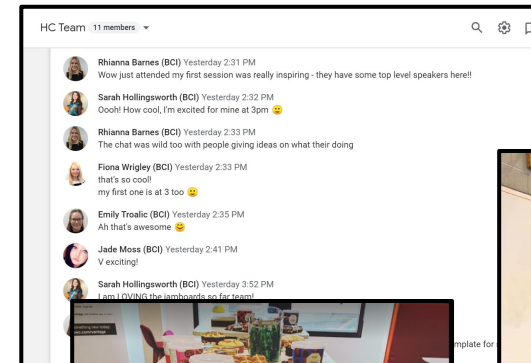 HC Team 11 members
Rhianna Barnes (BCI) Yesterday 2:31 PM
Wow just attended my first session was really inspiring - they have some top level speakers here!!
Sarah Hollingsworth (BCI) Yesterday 2:32 PM
Oooh! How cool, I'm excited for mine at 3pm 🙂
Rhianna Barnes (BCI) Yesterday 2:33 PM
The chat was wild too with people giving ideas on what their doing
Fiona Wrigley (BCI) Yesterday 2:33 PM
that's so cool!
my first one is at 3 too 🙂
Emily Troalic (BCI) Yesterday 2:35 PM
Ah that's awesome 😊
Jade Moss (BCI) Yesterday 2:41 PM
V exciting!
Sarah Hollingsworth (BCI) Yesterday 3:52 PM
I am LOVING the jamboards so far team!
mplate for